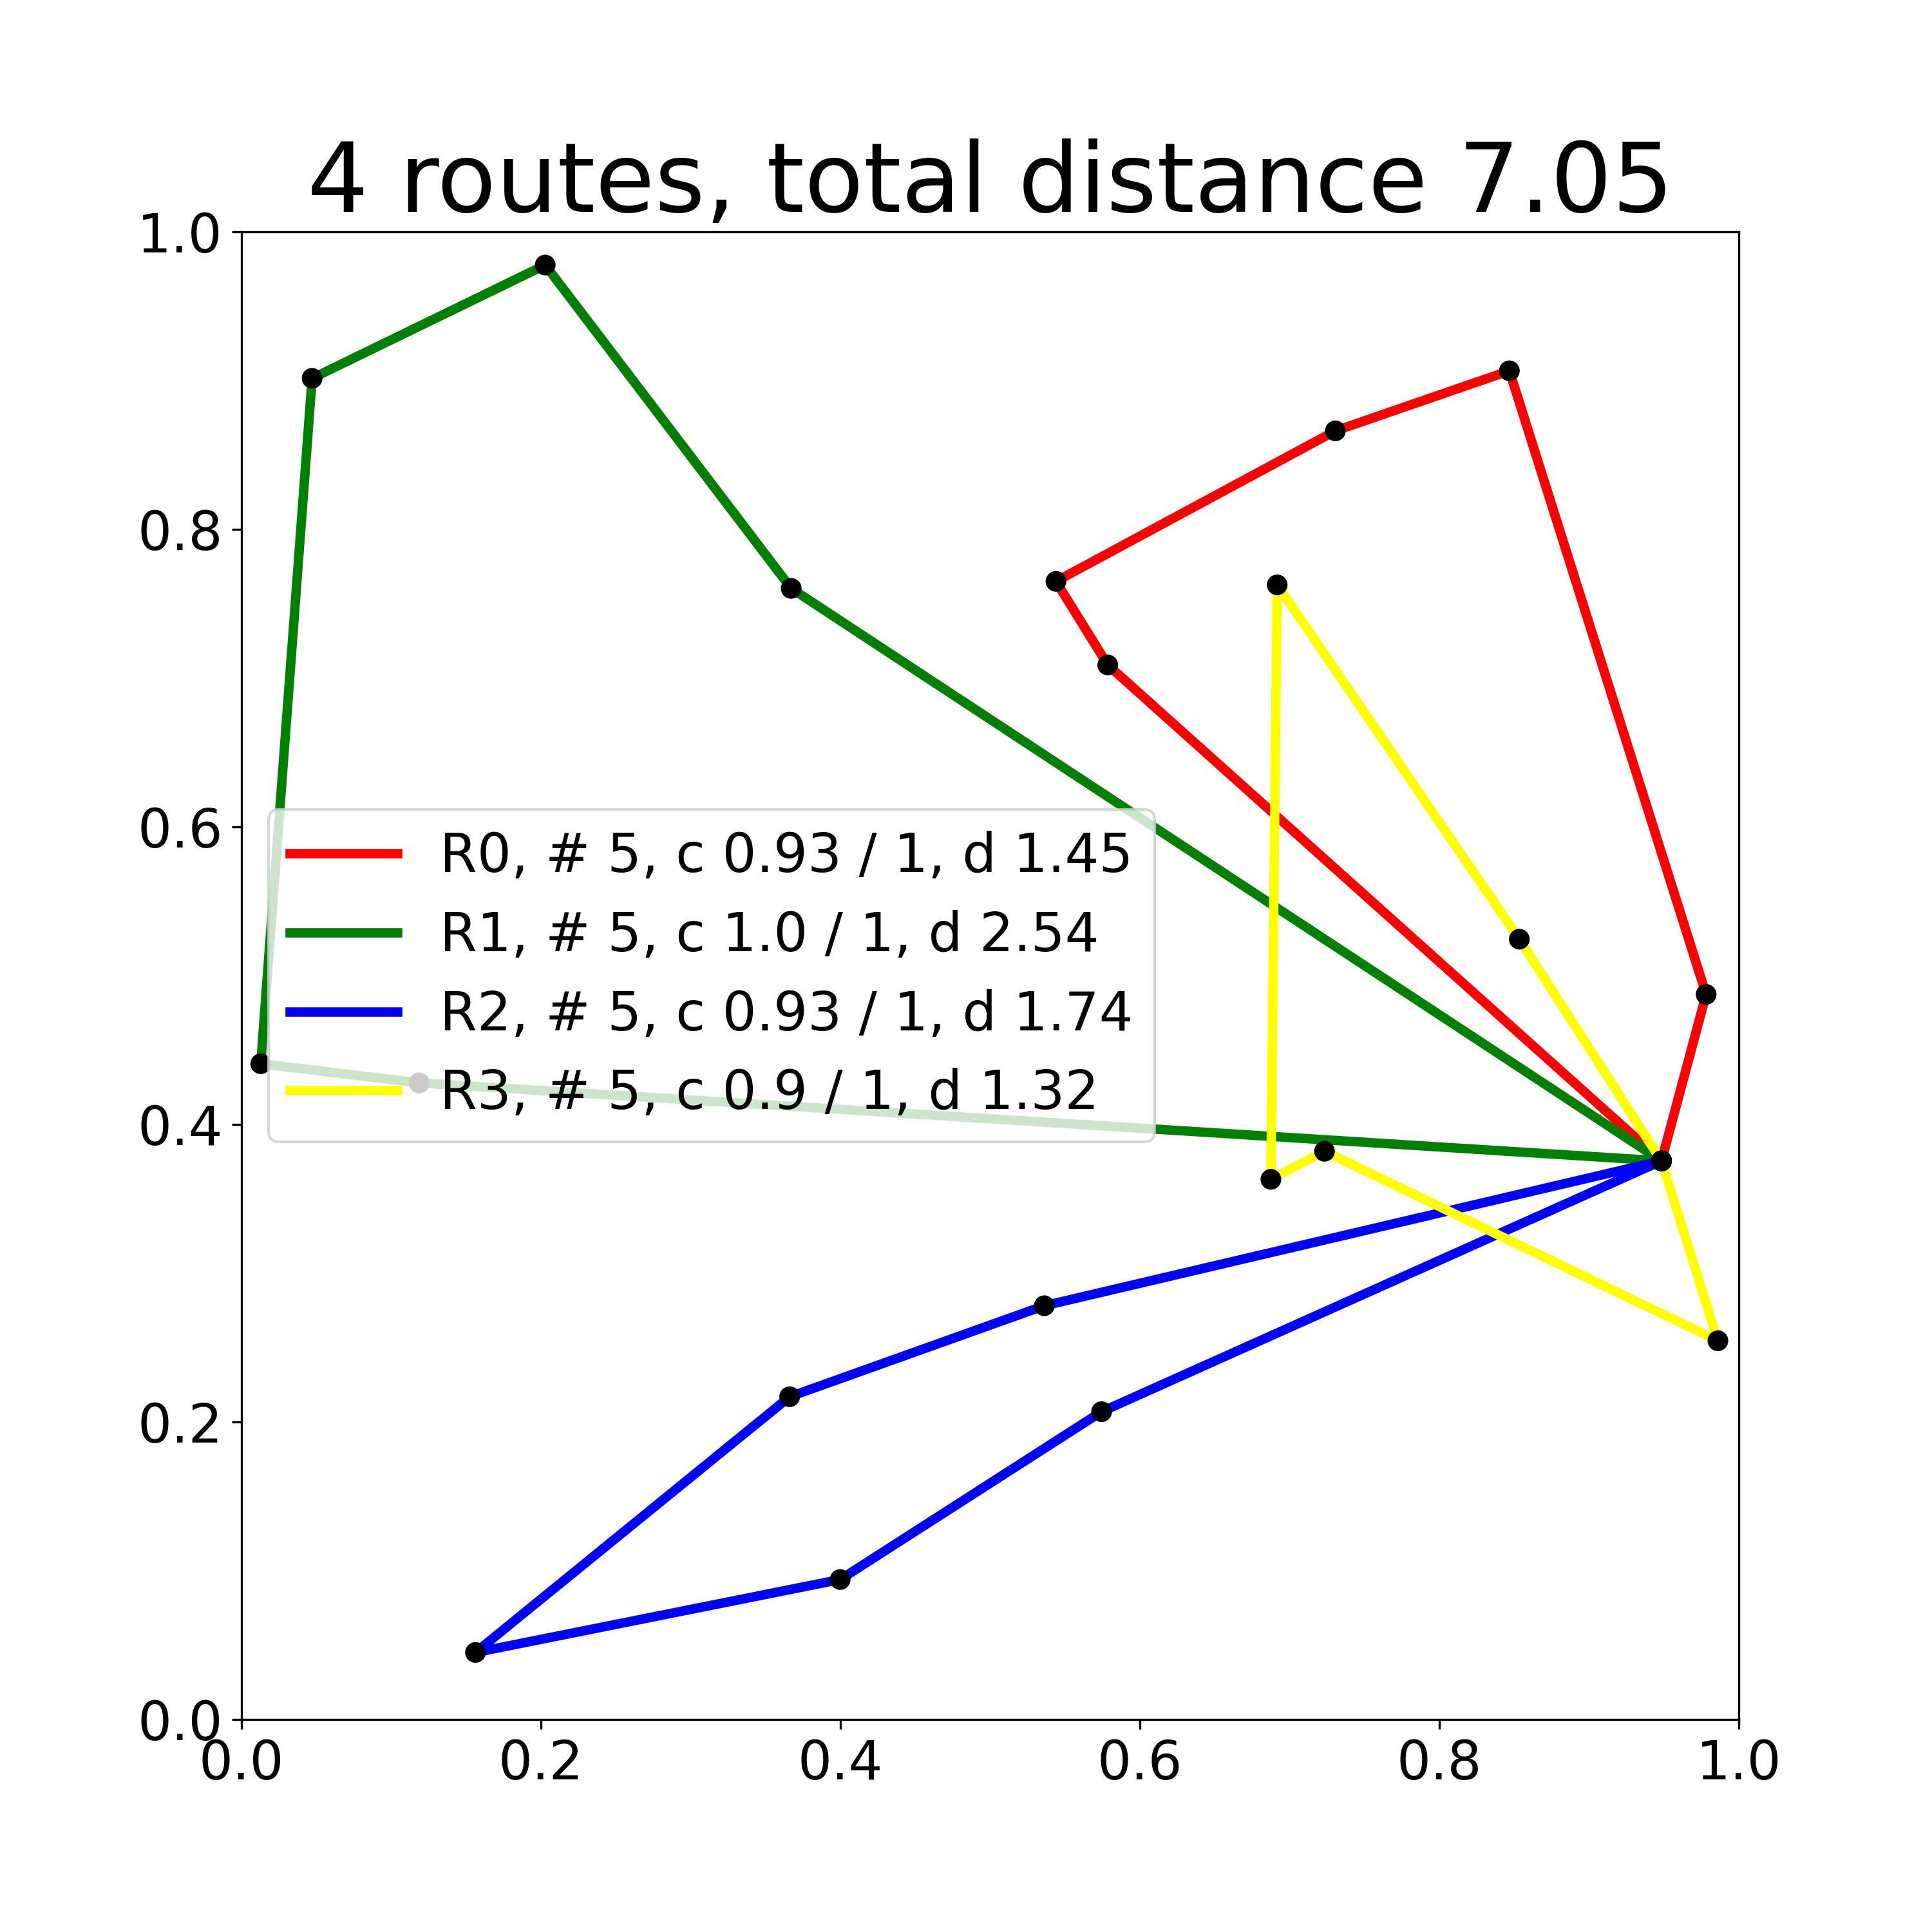 4 routes, total distance 7.05
1.0
0.8
0.6
0.4
0.2
0.0
R0, # 5, c 0.93 / 1, d 1.45
R1, # 5, c 1.0 / 1, d 2.54
R2, # 5, c 0.93 / 1, d 1.74
R3, # 5, c 0.9 / 1, d 1.32
0.0 0.2 0.4 0.6 0.8 1.0